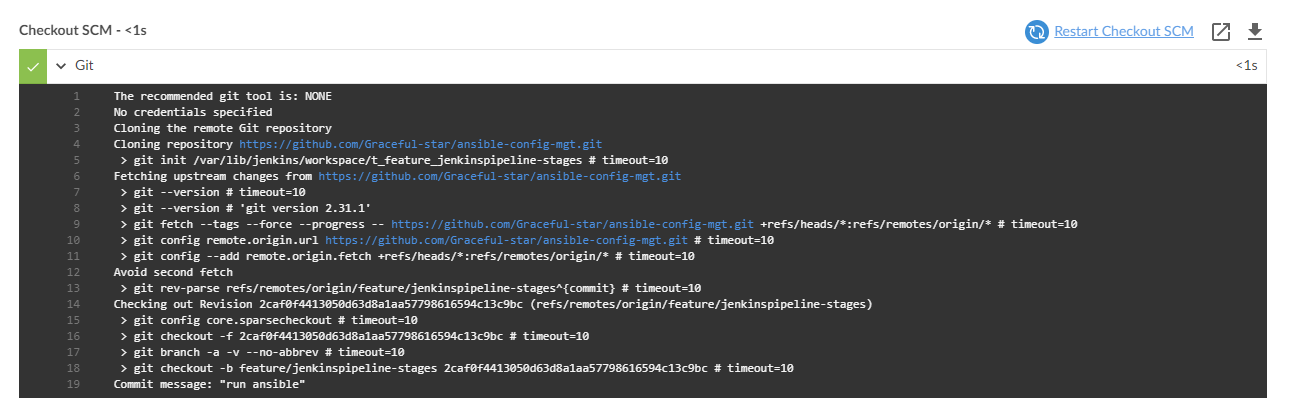 Checkout SCM - <1s
Restart Checkout SCM
Git
<1s
1 The recommended git tool is: NONE
2 No credentials specified
3 Cloning the remote Git repository
4 Cloning repository https://github.com/Graceful-star/ansible-config-mgt.git
5 > git init /var/lib/jenkins/workspace/t_feature_jenkinspipeline-stages # timeout=10
6 Fetching upstream changes from https://github.com/Graceful-star/ansible-config-mgt.git
7 > git --version # timeout=10
8 > git --version # 'git version 2.31.1'
9 > git fetch --tags --force --progress -- https://github.com/Graceful-star/ansible-config-mgt.git +refs/heads/*:refs/remotes/origin/* # timeout=10
10 > git config remote.origin.url https://github.com/Graceful-star/ansible-config-mgt.git # timeout=10
11 > git config --add remote.origin.fetch +refs/heads/*:refs/remotes/origin/* # timeout=10
12 Avoid second fetch
13 > git rev-parse refs/remotes/origin/feature/jenkinspipeline-stages^{commit} # timeout=10
14 Checking out Revision 2caf0f4413050d63d8a1aa57798616594c13c9bc (refs/remotes/origin/feature/jenkinspipeline-stages)
15 > git config core.sparsecheckout # timeout=10
16 > git checkout -f 2caf0f4413050d63d8a1aa57798616594c13c9bc # timeout=10
17 > git branch -a -v --no-abbrev # timeout=10
18 > git checkout -b feature/jenkinspipeline-stages 2caf0f4413050d63d8a1aa57798616594c13c9bc # timeout=10
19 Commit message: "run ansible"